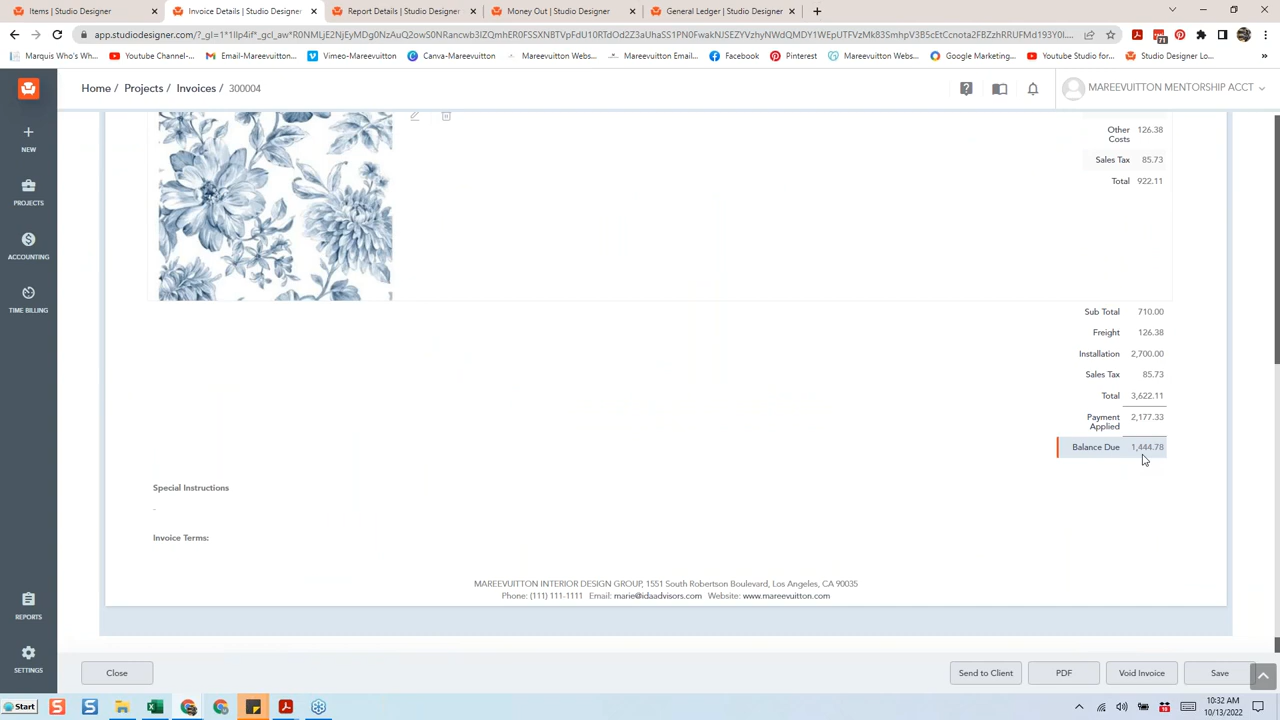 Items | Studio Designer
Invoices | Studio Designer
Report Details | Studio Designer
Money Out | Studio Designer
General Ledger | Studio Designer
Marquis Who's Who...
Youtube Channel-...
Email-Mareevuitton...
Vimeo-Mareevuitton
Canva-Mareevuitton
Mareevuitton Webs...
Mareevuitton Email...
Facebook
Pinterest
Mareevuitton Webs...
Google Marketing...
Youtube Studio for...
Studio Designer Lo...
71
Home / Projects / Invoices / 300004
MAREEVUITTON MENTORSHIP ACCT
NEW
PROJECTS
ACCOUNTING
TIME BILLING
REPORTS
SETTINGS
Other Costs 126.38
Sales Tax 85.73
Total 922.11
Sub Total 710.00
Freight 126.38
Installation 2,700.00
Sales Tax 85.73
Total 3,622.11
Payment Applied 2,177.33
Balance Due 1,444.78
Special Instructions
-
Invoice Terms:
MAREEVUITTON INTERIOR DESIGN GROUP, 1551 South Robertson Boulevard, Los Angeles, CA 90035
Phone: (111) 111-1111 Email: marie@idaadvisors.com Website: www.mareevuitton.com
Close
Send to Client
PDF
Void Invoice
Save
Start
10:32 AM
10/13/2022